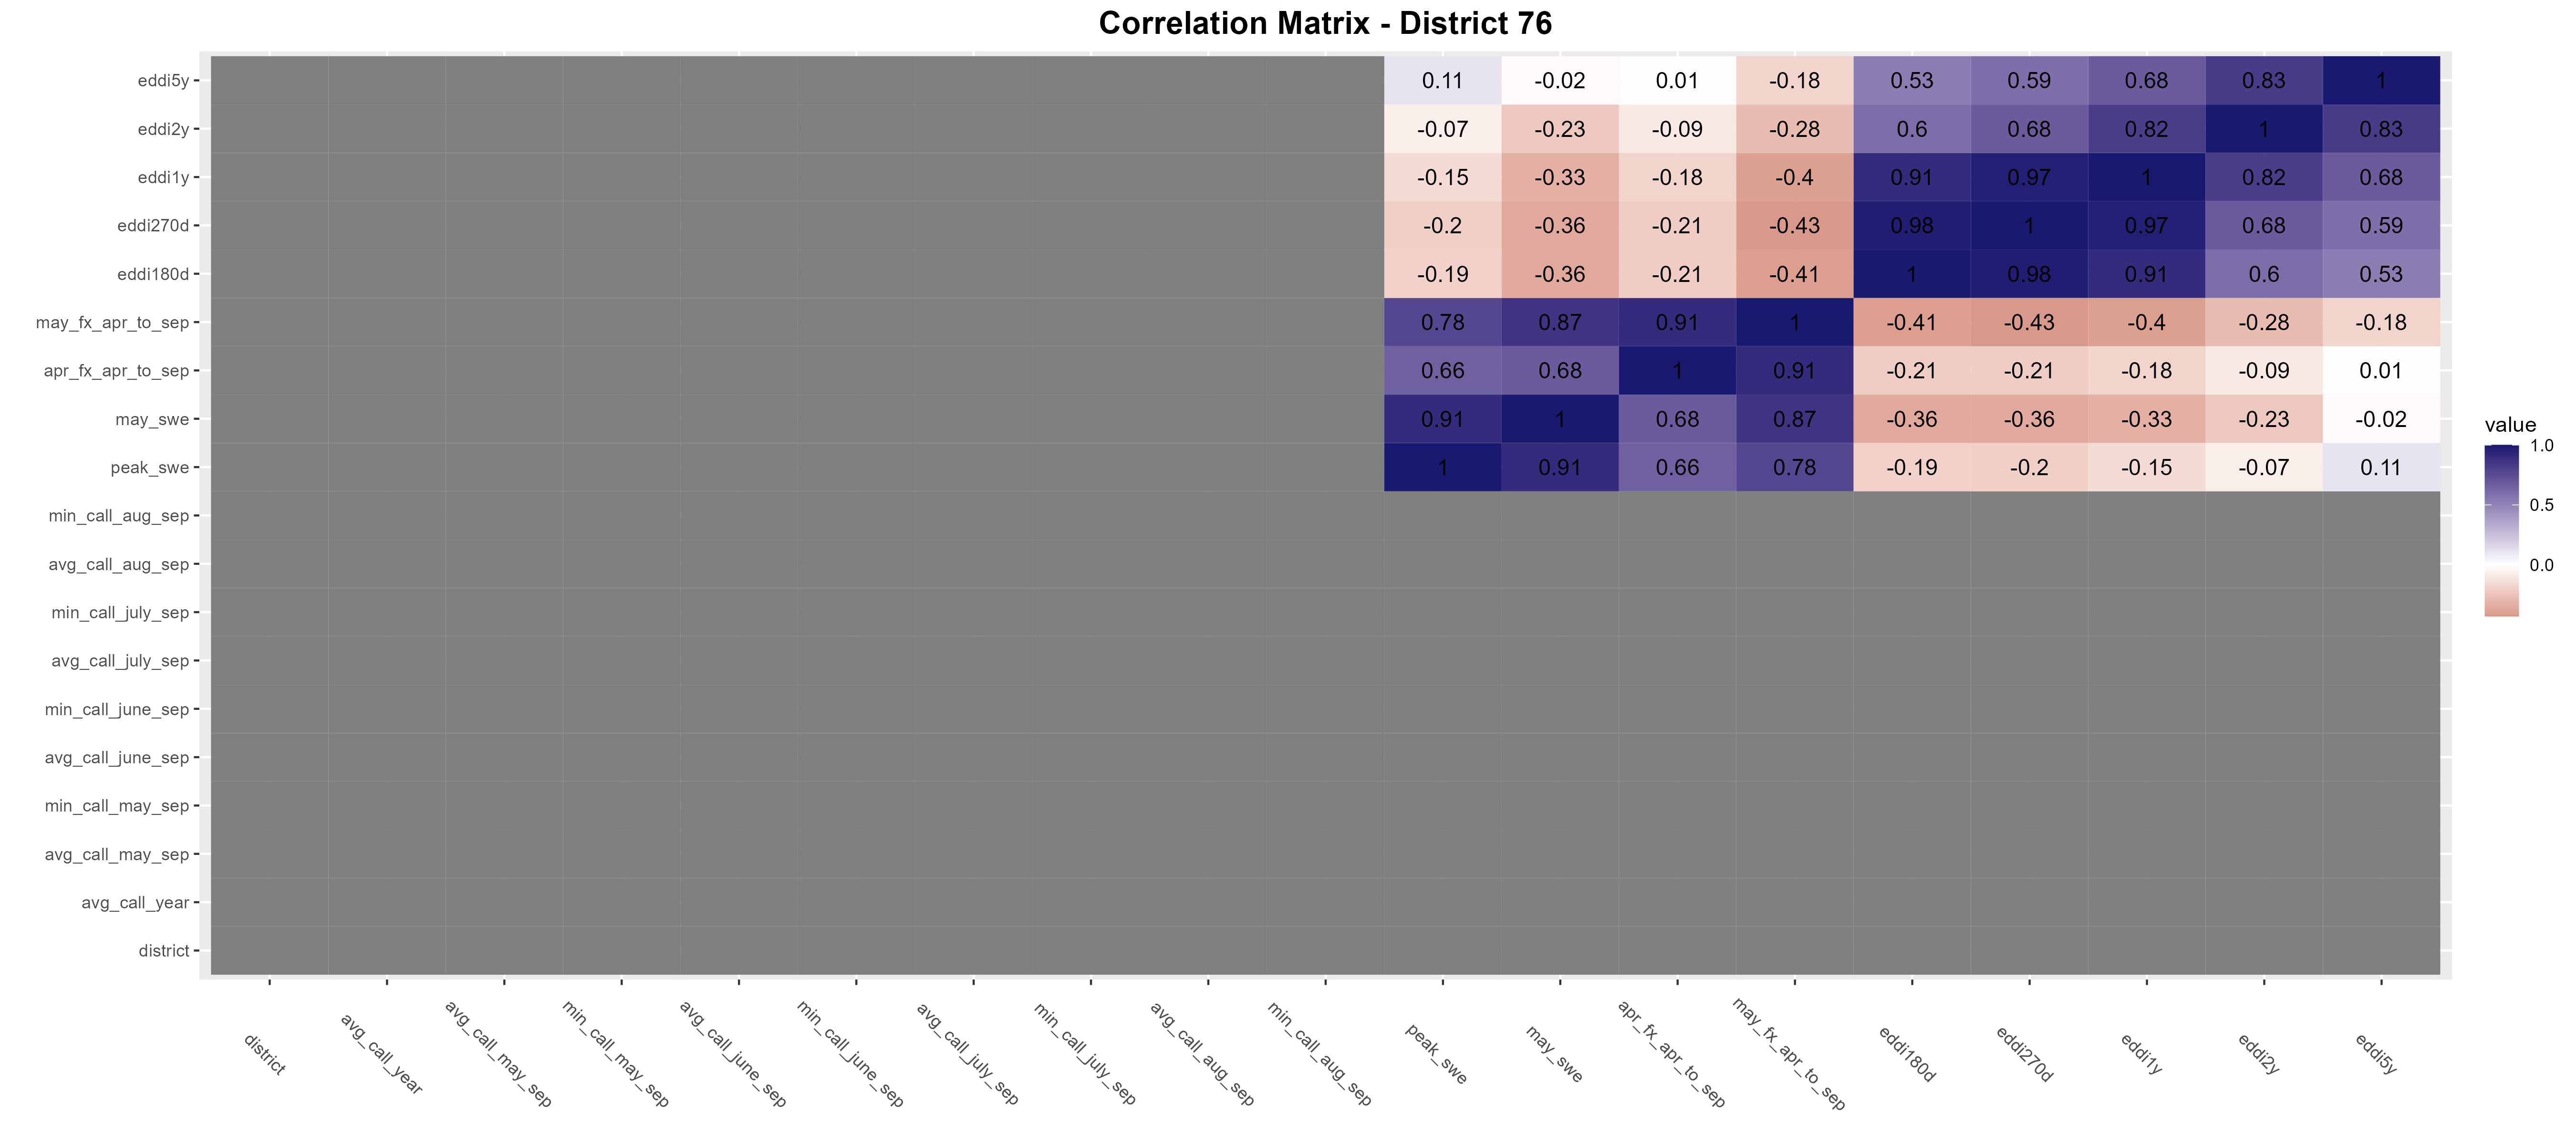 Correlation Matrix - District 76
eddi5y 0.11 -0.02 0.01 -0.18 0.53 0.59 0.68 0.83 1
eddi2y -0.07 -0.23 -0.09 -0.28 0.6 0.68 0.82 1 0.83
eddi1y -0.15 -0.33 -0.18 -0.4 0.91 0.97 1 0.82 0.68
eddi270d -0.2 -0.36 -0.21 -0.43 0.98 1 0.97 0.68 0.59
eddi180d -0.19 -0.36 -0.21 -0.41 1 0.98 0.91 0.6 0.53
may_fx_apr_to_sep 0.78 0.87 0.91 1 -0.41 -0.43 -0.4 -0.28 -0.18
apr_fx_apr_to_sep 0.66 0.68 1 0.91 -0.21 -0.21 -0.18 -0.09 0.01
may_swe 0.91 1 0.68 0.87 -0.36 -0.36 -0.33 -0.23 -0.02
peak_swe 1 0.91 0.66 0.78 -0.19 -0.2 -0.15 -0.07 0.11
min_call_aug_sep
avg_call_aug_sep
min_call_july_sep
avg_call_july_sep
min_call_june_sep
avg_call_june_sep
min_call_may_sep
avg_call_may_sep
avg_call_year
district
district
avg_call_year
avg_call_may_sep
min_call_may_sep
avg_call_june_sep
min_call_june_sep
avg_call_july_sep
min_call_july_sep
avg_call_aug_sep
min_call_aug_sep
peak_swe
may_swe
apr_fx_apr_to_sep
may_fx_apr_to_sep
eddi180d
eddi270d
eddi1y
eddi2y
eddi5y
value
1.0
0.5
0.0